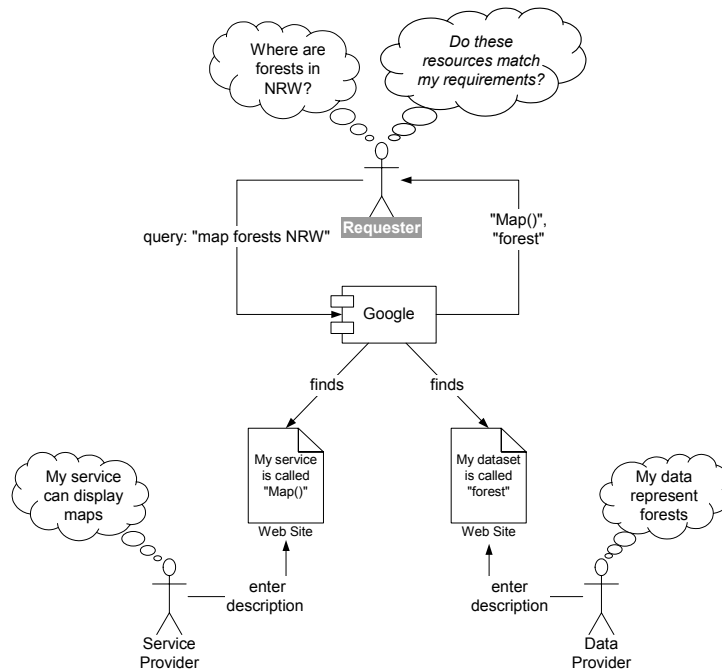 Where are
forests in
NRW?
Do these
resources match
my requirements?
Requester
query: "map forests NRW"
"Map()",
"forest"
Google
finds
finds
My service
is called
"Map()"
Web Site
My dataset
is called
"forest"
Web Site
My service
can display
maps
My data
represent
forests
enter
description
enter
description
Service
Provider
Data
Provider